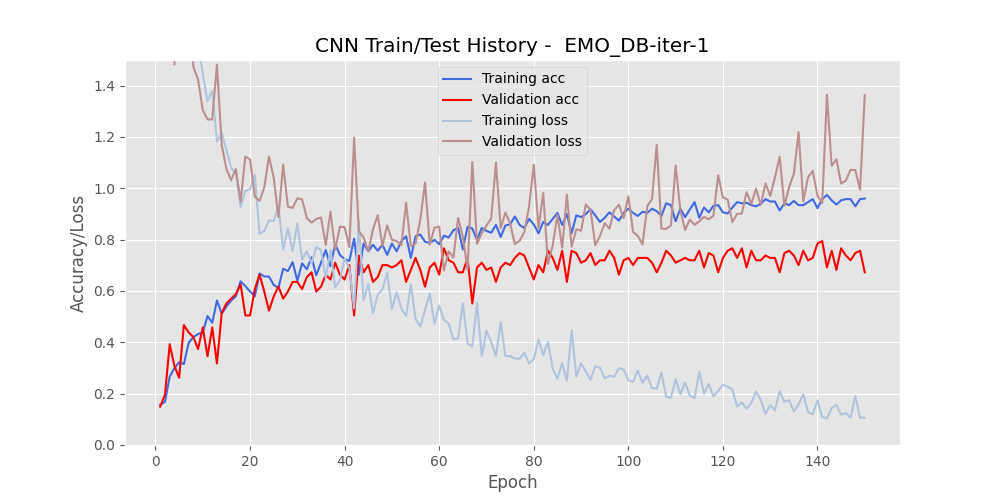 CNN Train/Test History -  EMO_DB-iter-1
Training acc
Validation acc
Training loss
Validation loss
Accuracy/Loss
1.4
1.2
1.0
0.8
0.6
0.4
0.2
0.0
0 20 40 60 80 100 120 140
Epoch